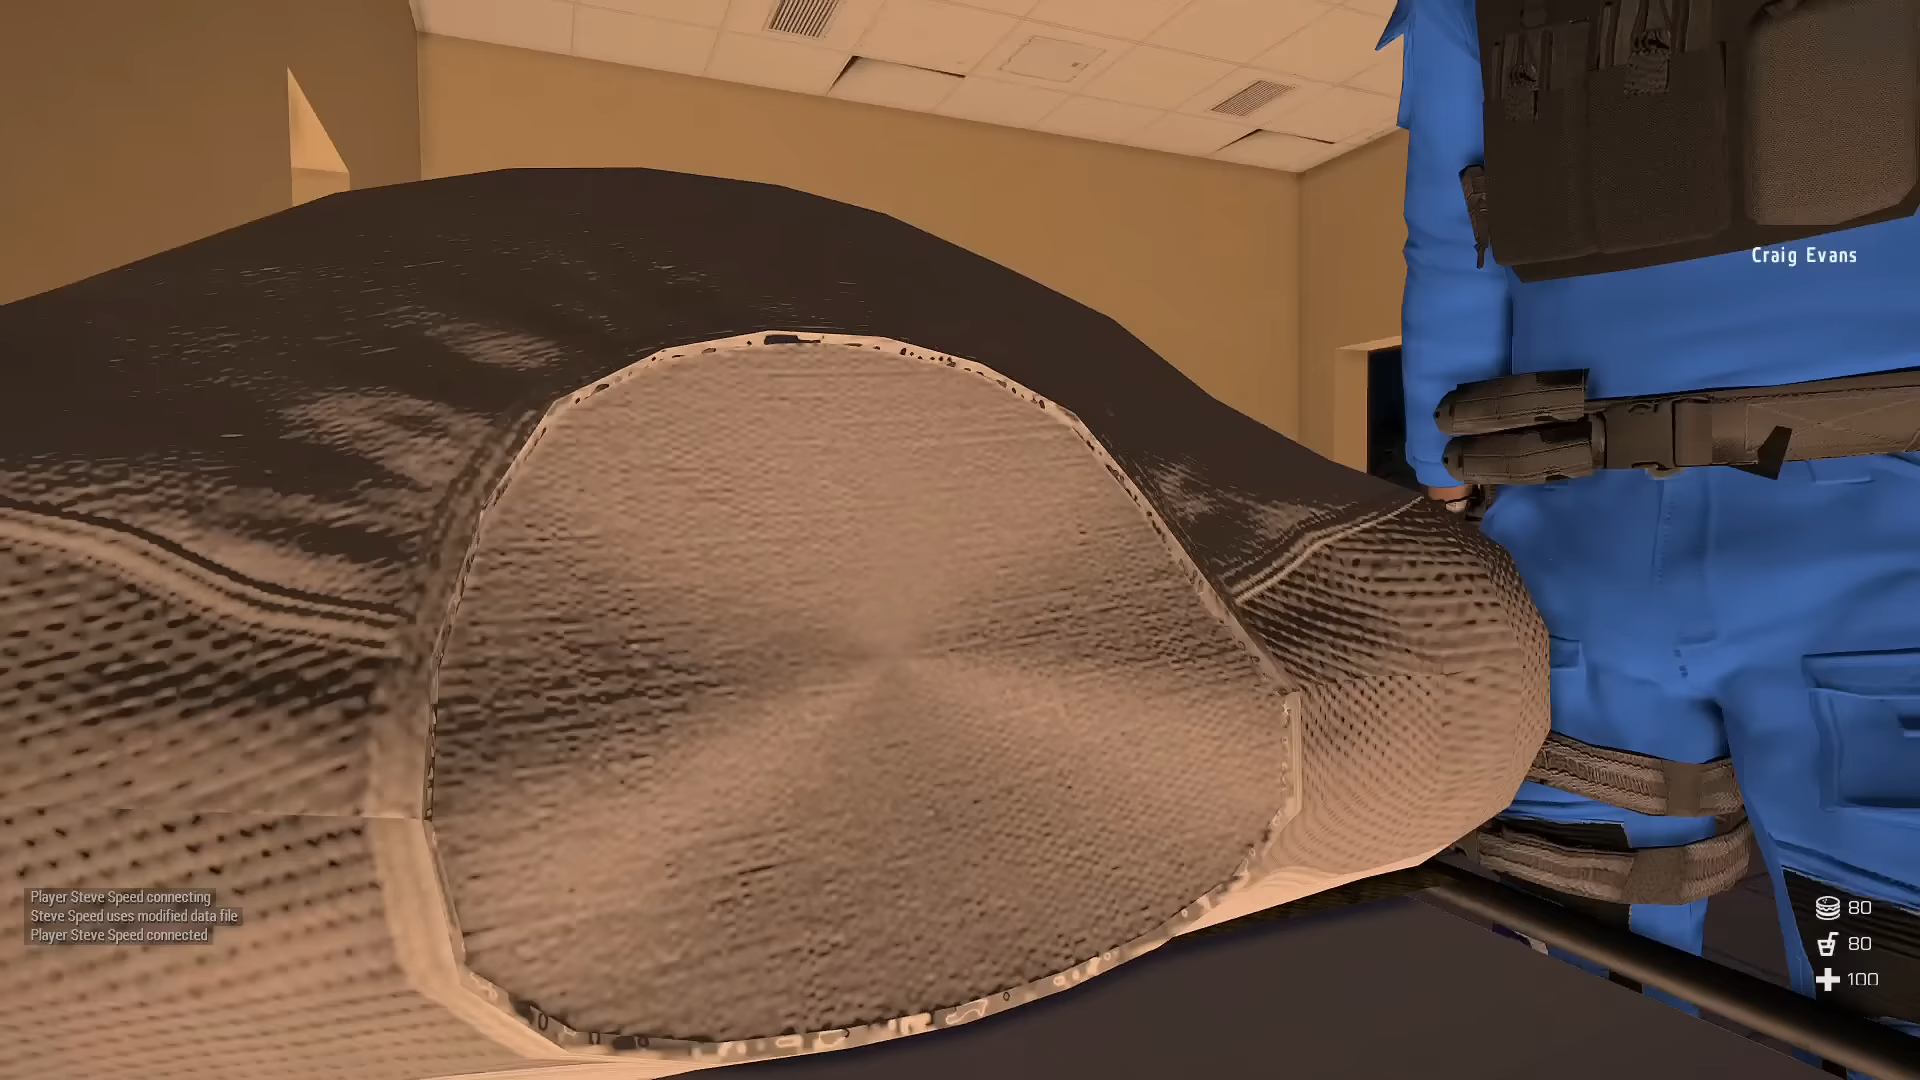 Craig Evans
Player Steve Speed connecting
Steve Speed uses modified data file
Player Steve Speed connected
80
80
100